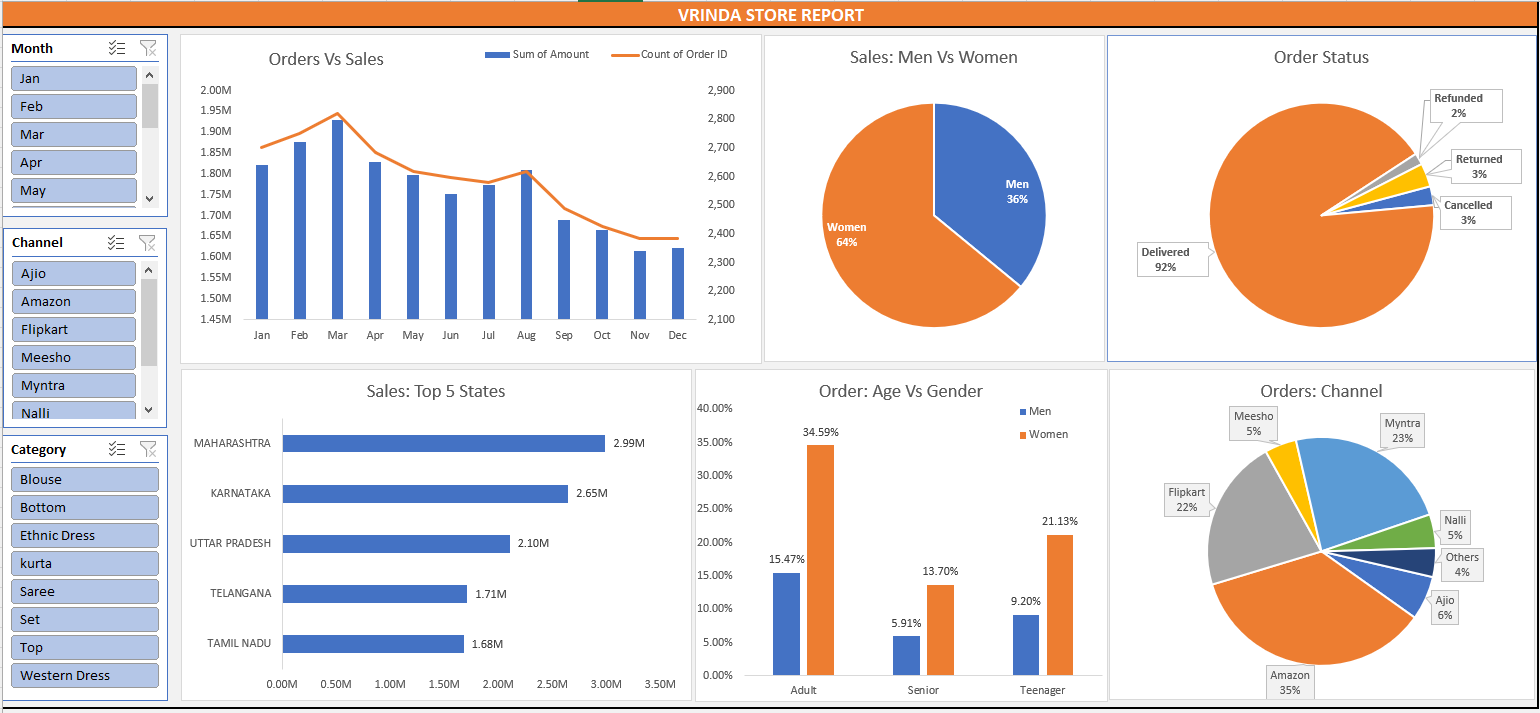 VRINDA STORE REPORT
Month
Jan
Feb
Mar
Apr
May
Channel
Ajio
Amazon
Flipkart
Meesho
Myntra
Nalli
Category
Blouse
Bottom
Ethnic Dress
kurta
Saree
Set
Top
Western Dress
Orders Vs Sales
Sum of Amount
Count of Order ID
2.00M
1.95M
1.90M
1.85M
1.80M
1.75M
1.70M
1.65M
1.60M
1.55M
1.50M
1.45M
2,900
2,800
2,700
2,600
2,500
2,400
2,300
2,200
2,100
Jan Feb Mar Apr May Jun Jul Aug Sep Oct Nov Dec
Sales: Men Vs Women
Men
36%
Women
64%
Order Status
Refunded
2%
Returned
3%
Cancelled
3%
Delivered
92%
Sales: Top 5 States
MAHARASHTRA 2.99M
KARNATAKA 2.65M
UTTAR PRADESH 2.10M
TELANGANA 1.71M
TAMIL NADU 1.68M
0.00M 0.50M 1.00M 1.50M 2.00M 2.50M 3.00M 3.50M
Order: Age Vs Gender
Men
Women
40.00%
35.00%
30.00%
25.00%
20.00%
15.00%
10.00%
5.00%
0.00%
15.47%
34.59%
5.91%
13.70%
9.20%
21.13%
Adult Senior Teenager
Orders: Channel
Meesho
5%
Myntra
23%
Flipkart
22%
Nalli
5%
Others
4%
Ajio
6%
Amazon
35%